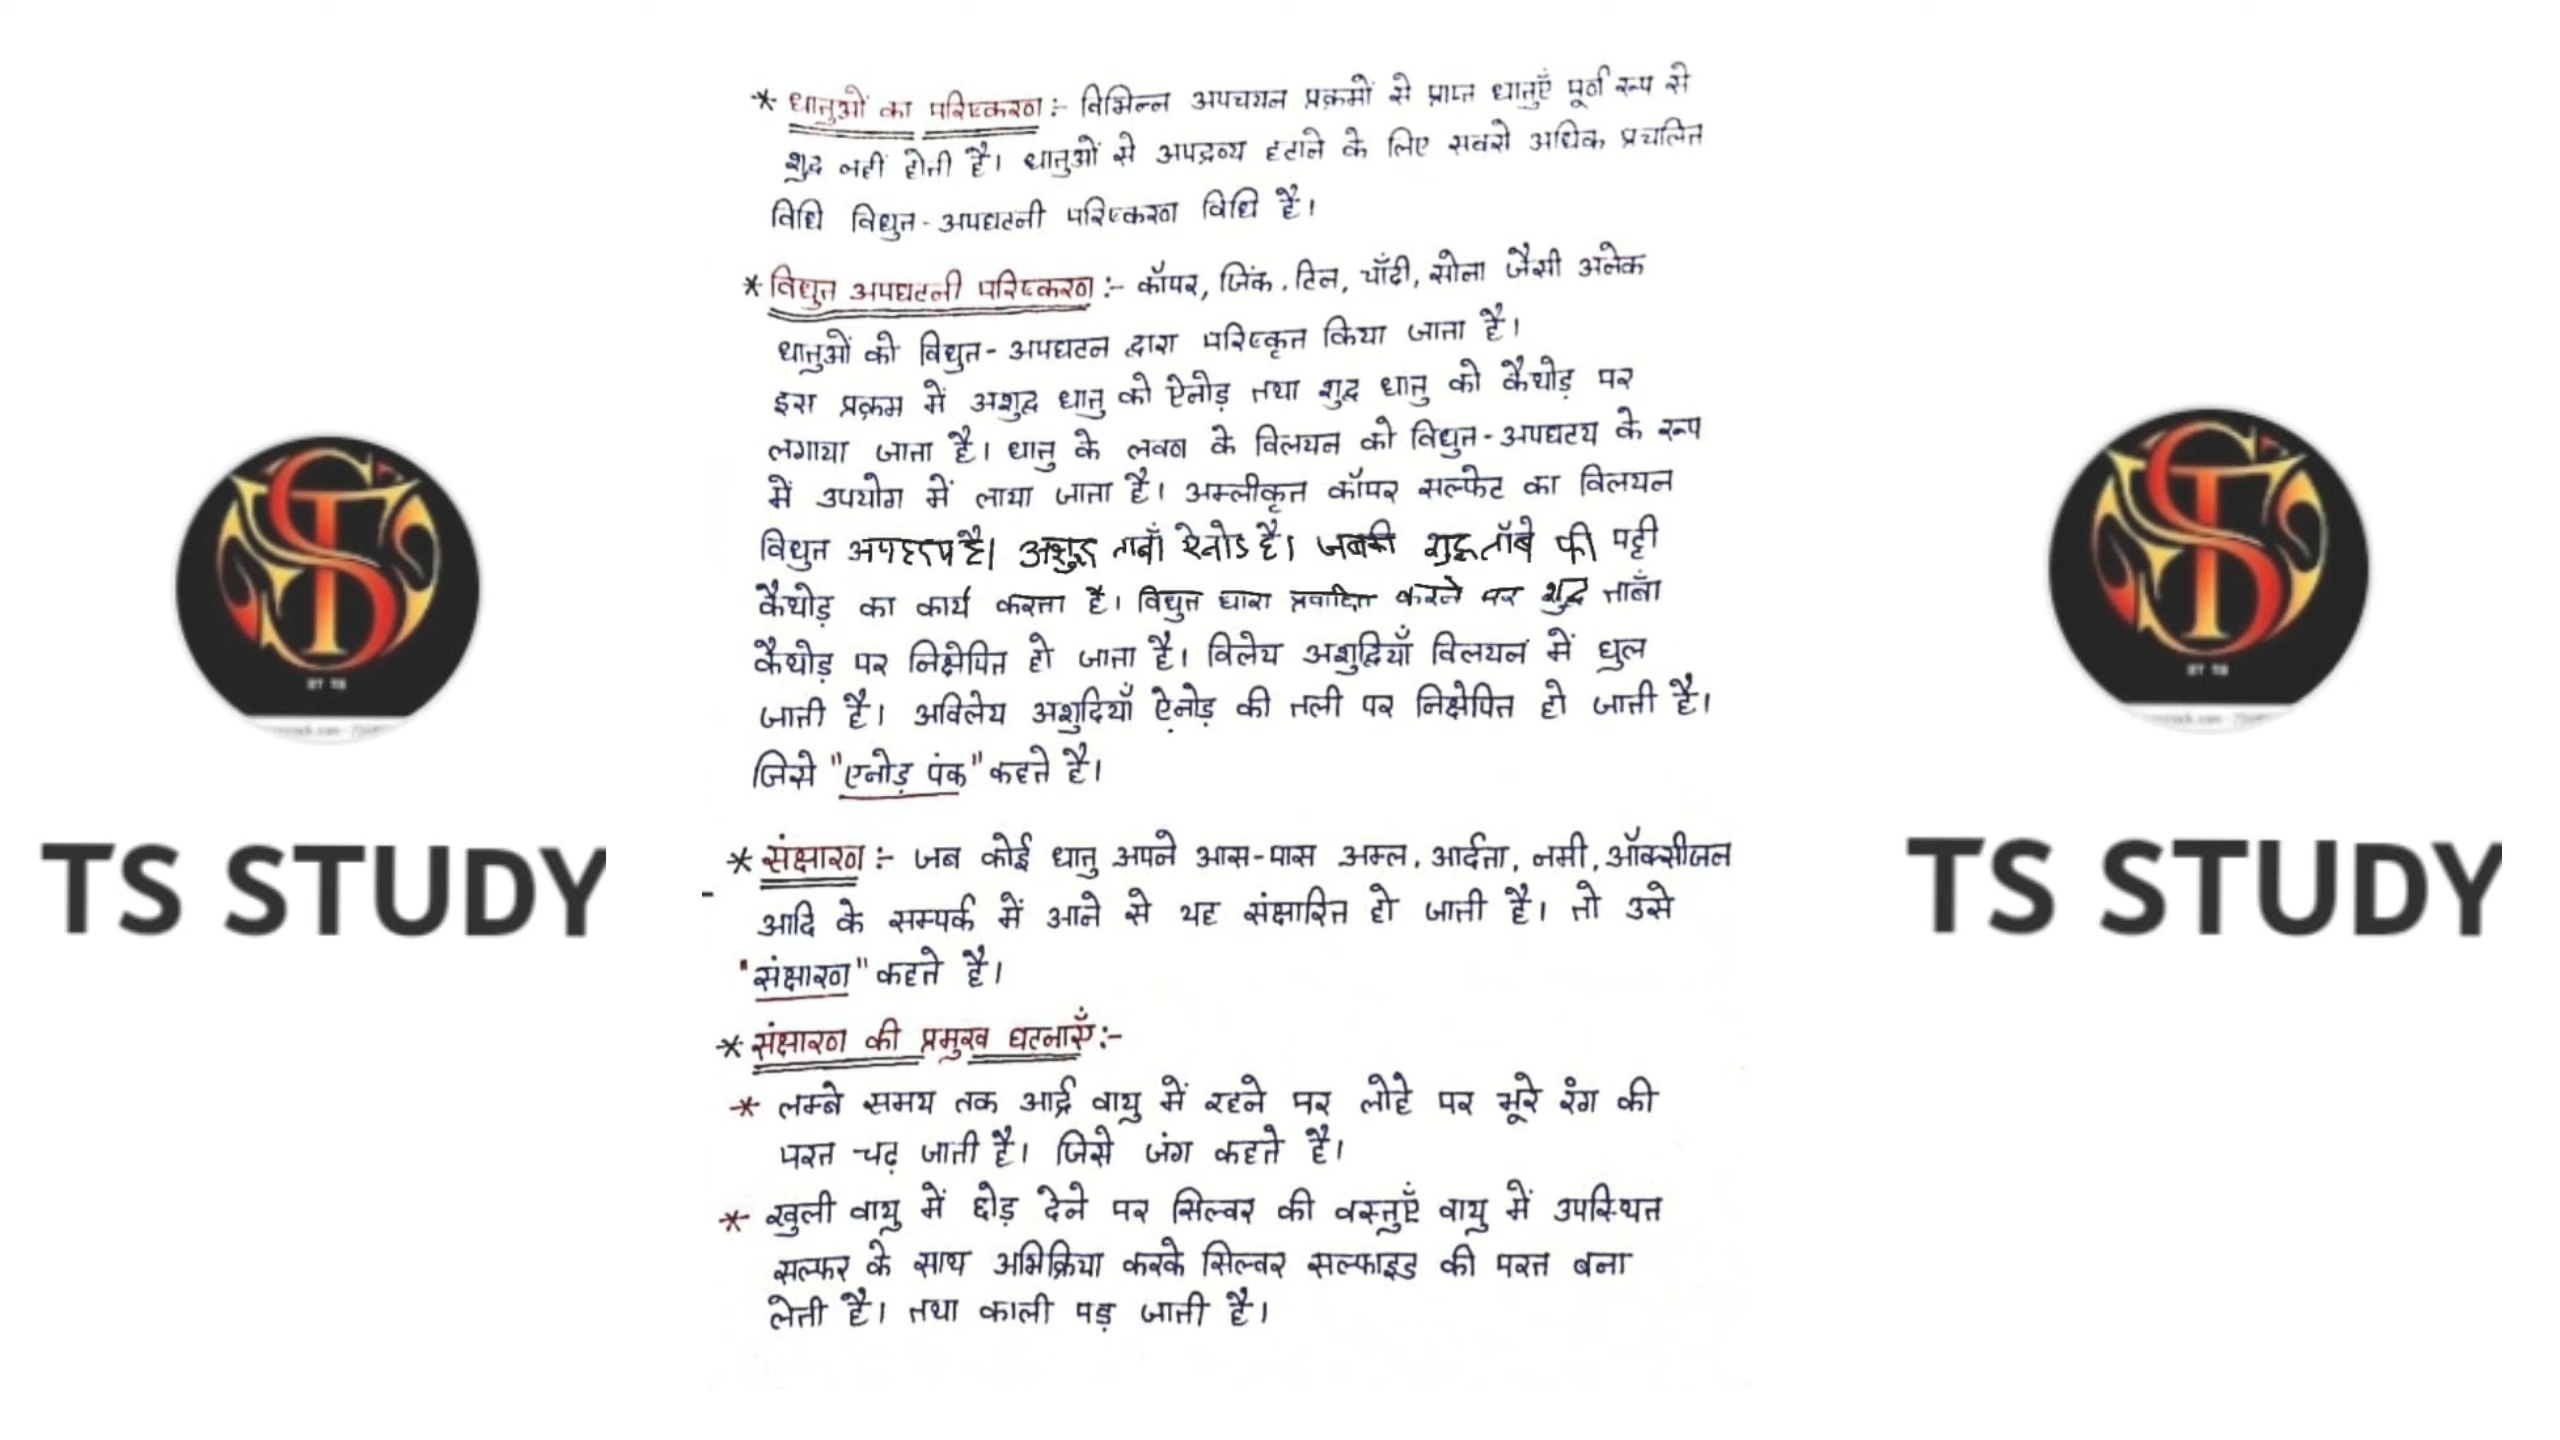 * धातुओं का परिष्करण :- विभिन्न अपचयन प्रक्रमों से प्राप्त धातुएँ पूर्ण रूप से
शुद्ध नहीं होती है। धातुओं से अपद्रव्य हटाने के लिए सबसे अधिक प्रचलित
विधि विधुत - अपघटनी परिष्करण विधि है।
* विधुत अपघटनी परिष्करण :- कॉपर, जिंक, टिन, चाँदी, सोना जैसी अनेक
धातुओं को विधुत - अपघटन द्वारा परिष्कृत किया जाता है।
इस प्रक्रम में अशुद्ध धातु को ऐनोड़ तथा शुद्ध धातु को कैथोड़ पर
लगाया जाता है। धातु के लवण के विलयन को विधुत - अपघटय के रूप
में उपयोग में लाया जाता है। अम्लीकृत कॉपर सल्फेट का विलयन
विधुत है। अशुद्ध ताबाँ ऐनोड है। जबकी शुद्ध ताँबे की पट्टी
कैथोड़ का कार्य करता है। विधुत धारा प्रवाहित करने पर शुद्ध ताबाँ
कैथोड़ पर निक्षेपित हो जाता है। विलेय अशुद्धियाँ विलयन में घुल
जाती है। अविलेय अशुदियाँ ऐनोड़ की तली पर निक्षेपित हो जाती है।
जिसे "एनोड़ पंक" कहते है।
* संक्षारण :- जब कोई धातु अपने आस-पास अम्ल, आर्दता, नमी, ऑक्सीजन
आदि के सम्पर्क में आने से यह संक्षारित हो जाती है। तो उसे
"संक्षारण" कहते है।
* संक्षारण की प्रमुख घटनाएँ :-
* लम्बे समय तक आर्द्र वायु में रहने पर लोहे पर भूरे रंग की
परत चढ़ जाती है। जिसे जंग कहते है।
* खुली वायु में छोड़ देने पर सिल्वर की वस्तुएँ वायु में उपस्थित
सल्फर के साथ अभिक्रिया करके सिल्वर सल्फाइड की परत बना
लेती है। तथा काली पड़ जाती है।
TS STUDY
TS STUDY